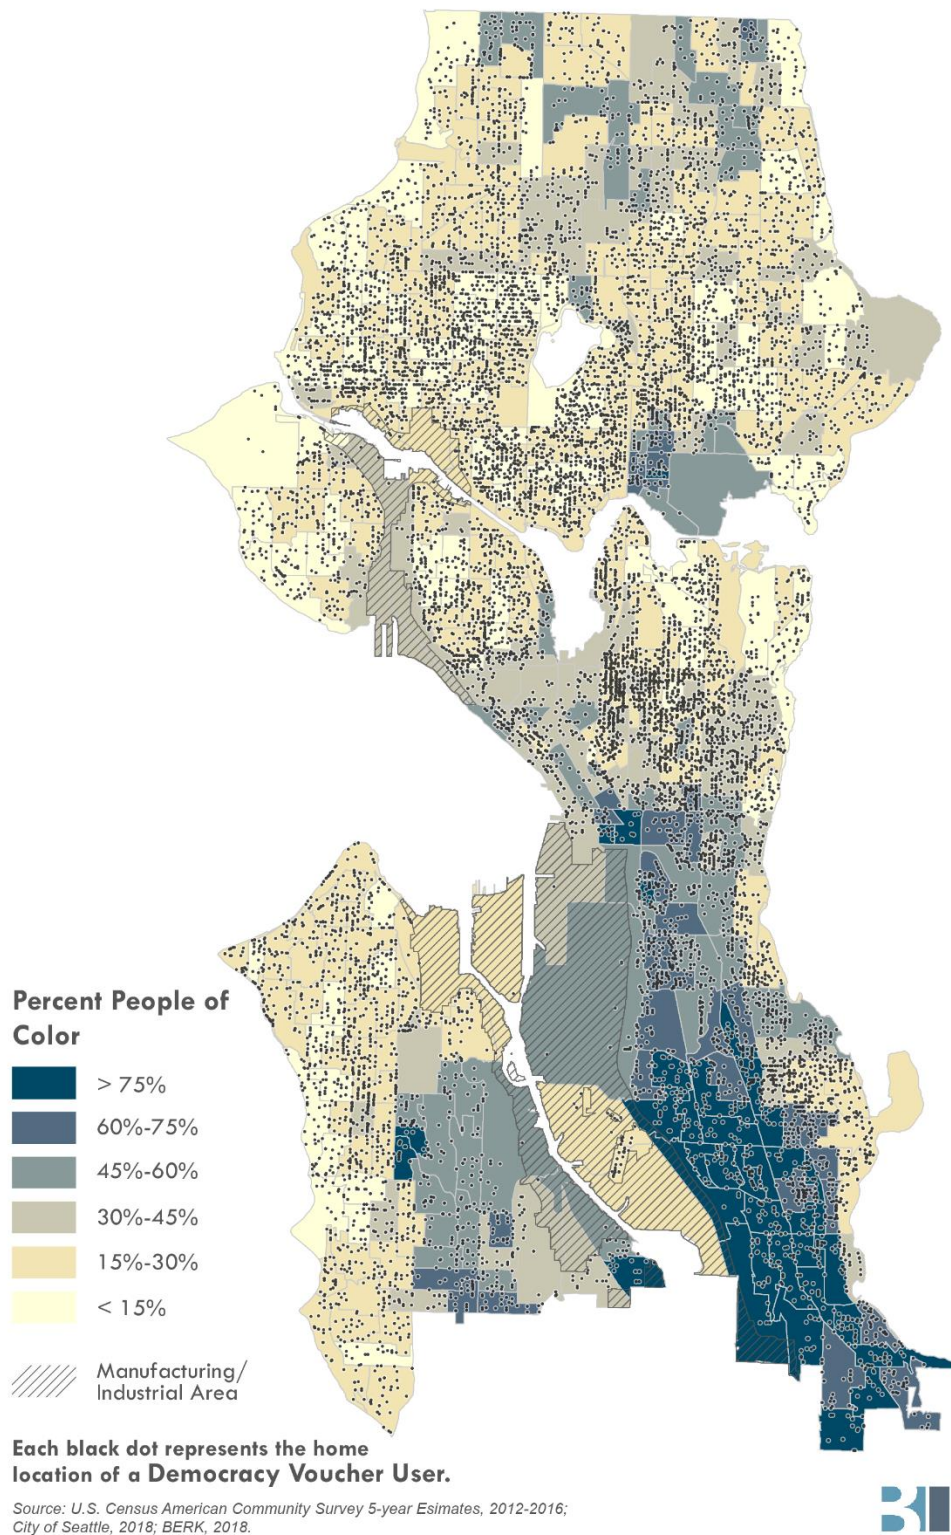 Percent People of
Color
> 75%
60%-75%
45%-60%
30%-45%
15%-30%
< 15%
Manufacturing/
Industrial Area
Each black dot represents the home
location of a Democracy Voucher User.
Source: U.S. Census American Community Survey 5-year Esimates, 2012-2016;
City of Seattle, 2018; BERK, 2018.